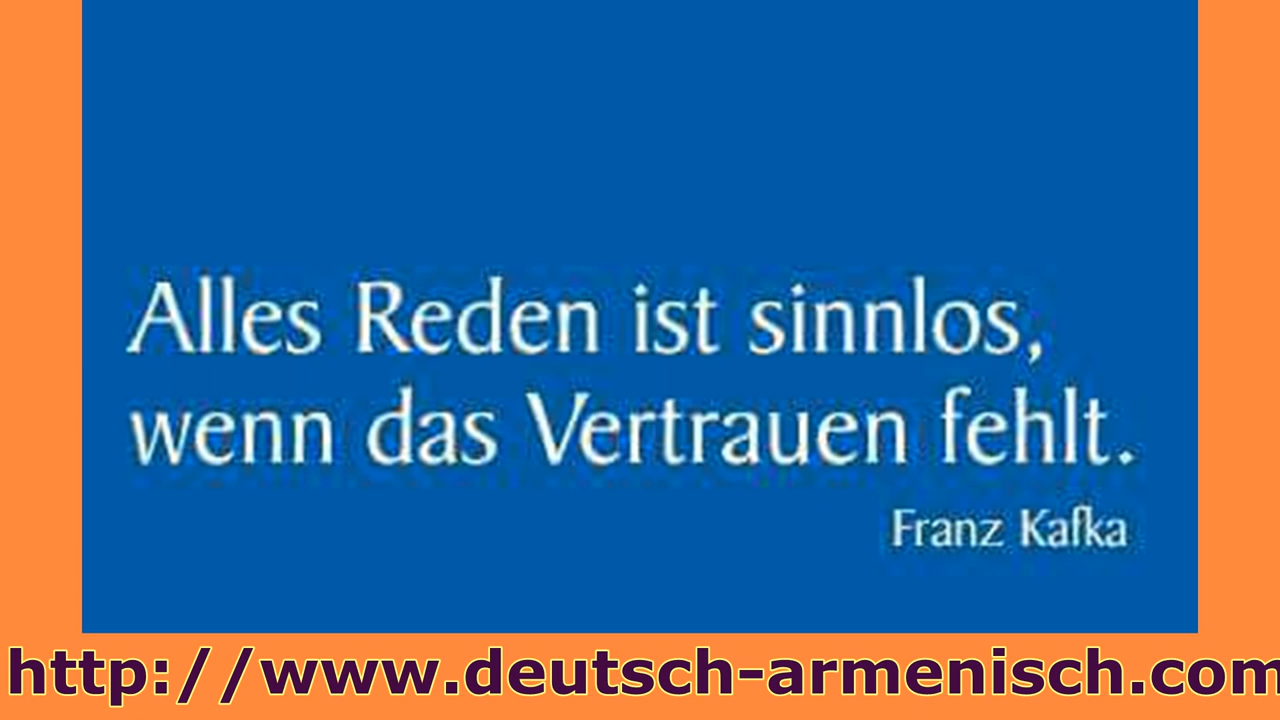 Alles Reden ist sinnlos,
wenn das Vertrauen fehlt.
Franz Kafka
http://www.deutsch-armenisch.com